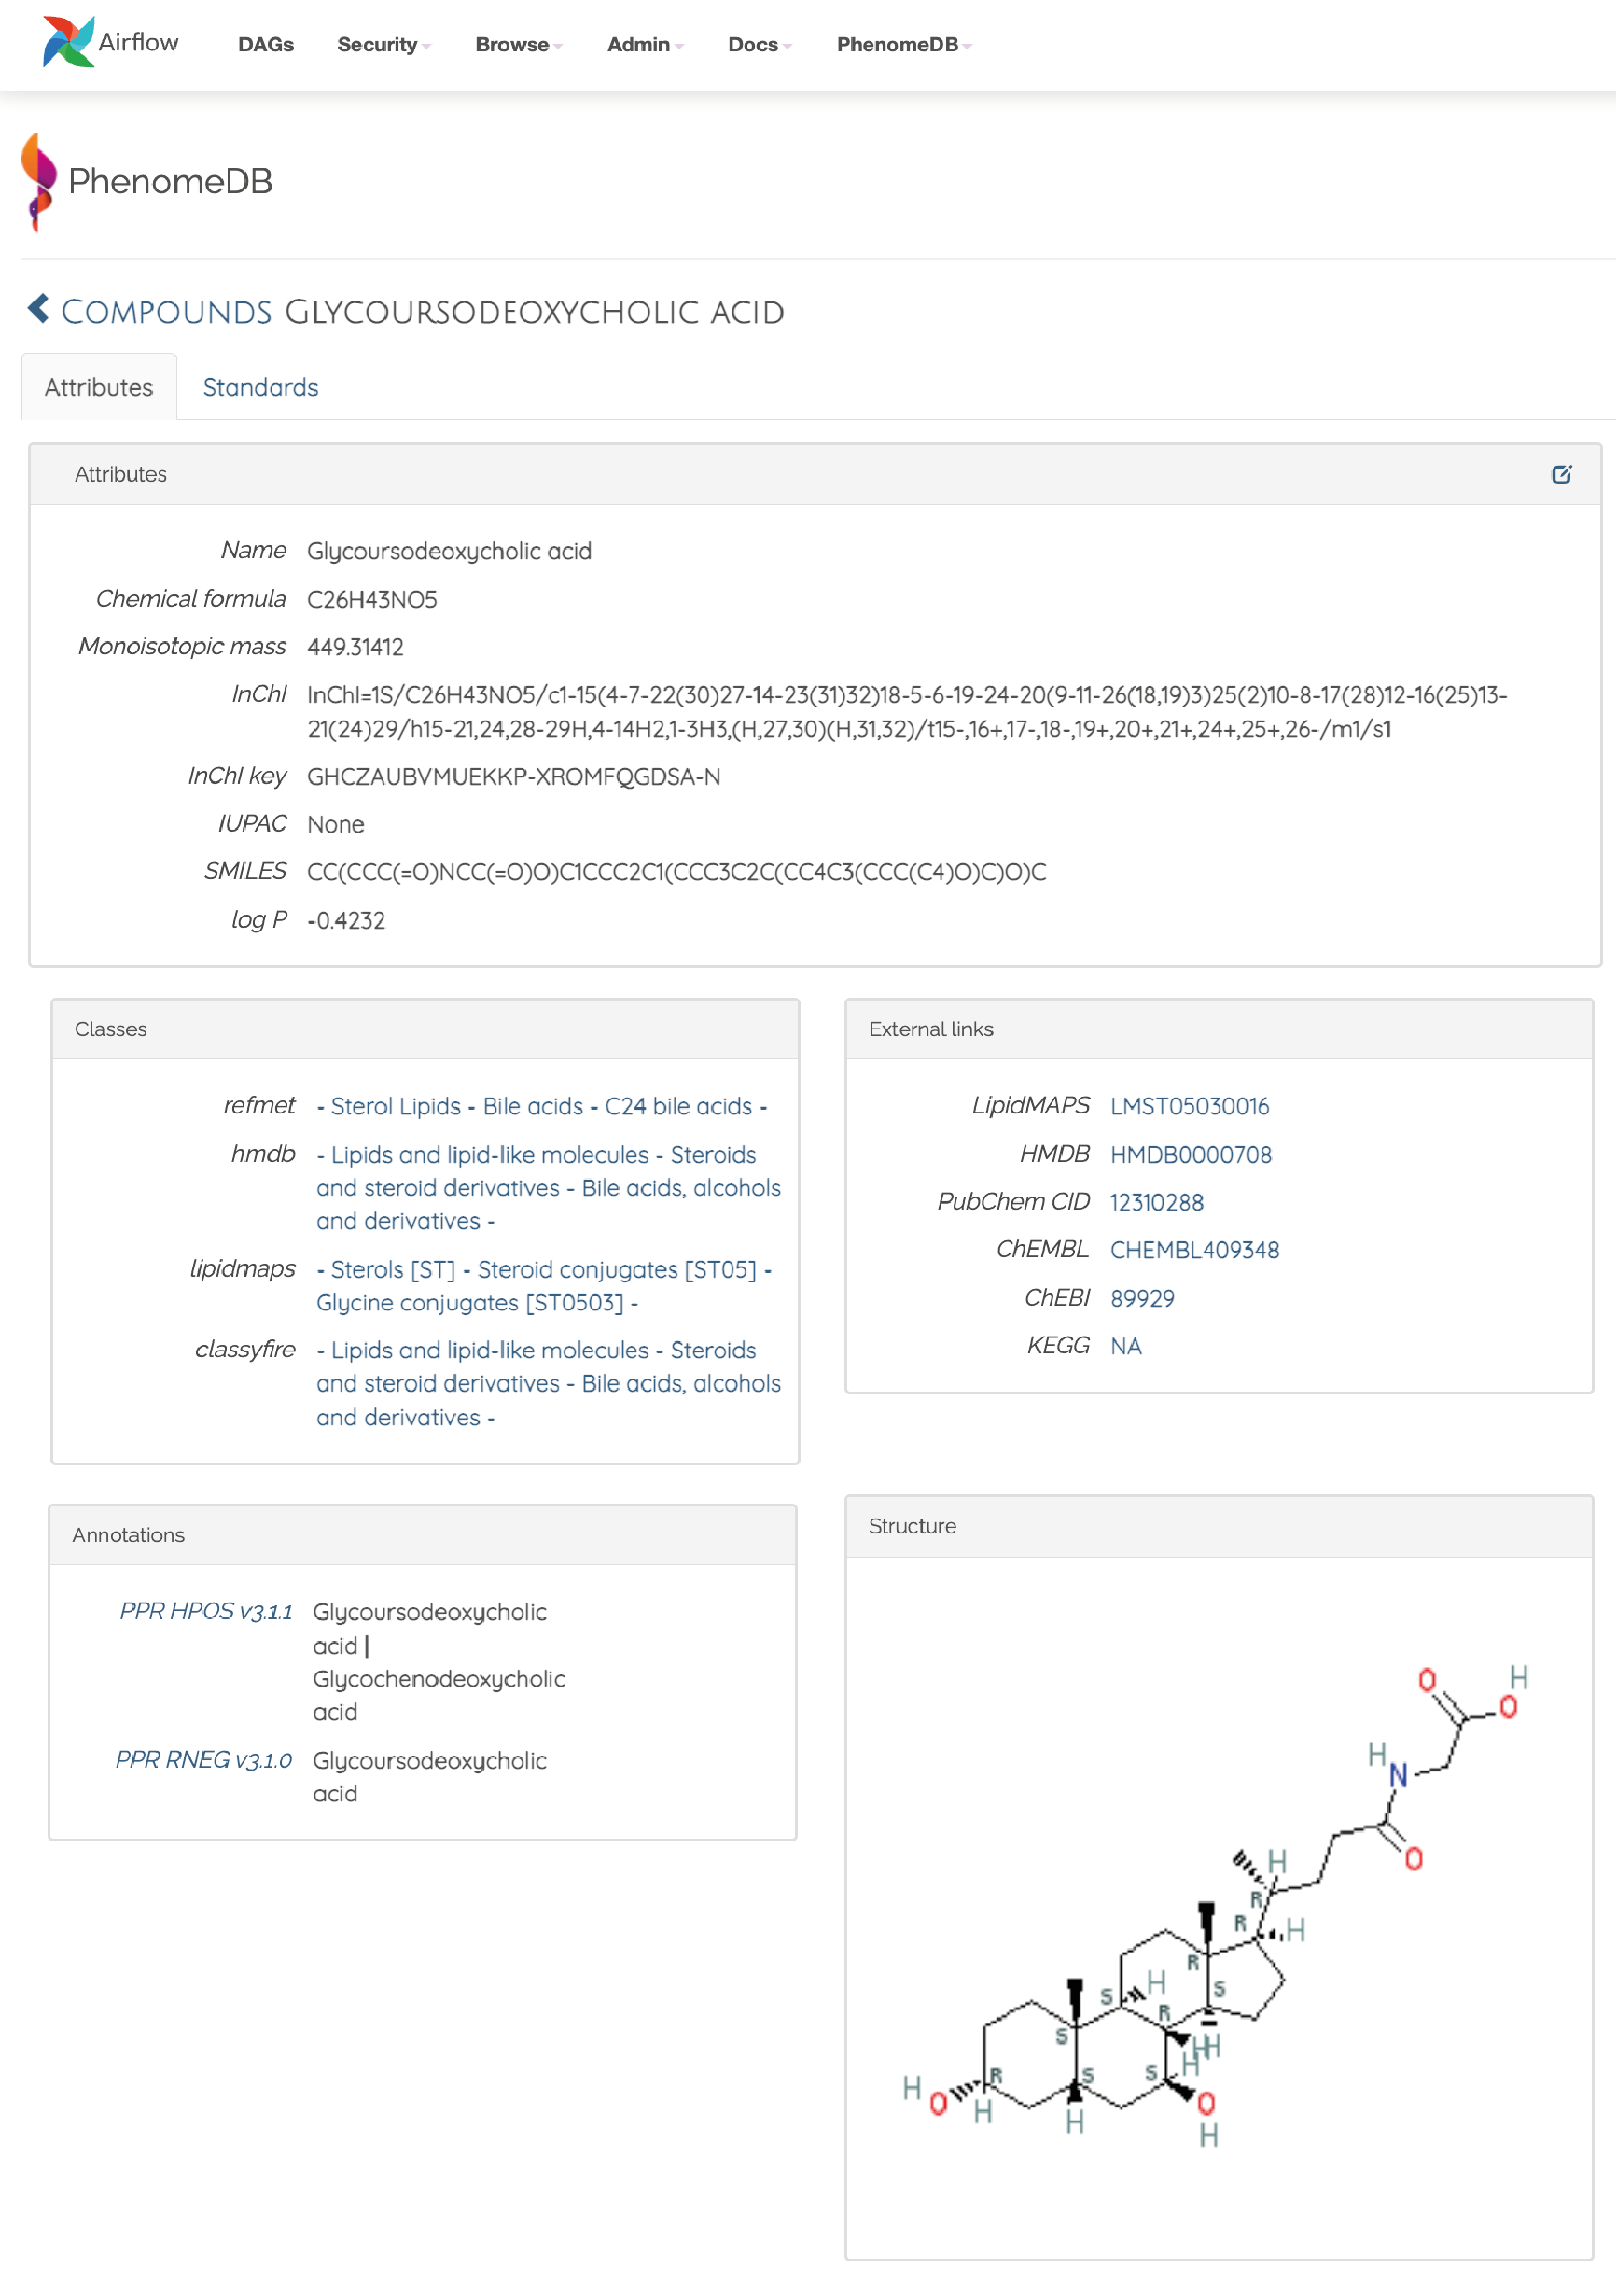 Airflow DAGs Security Browse Admin Docs PhenomeDB
PhenomeDB
COMPOUNDS GLYCOURSODEOXYCHOLIC ACID
Attributes Standards
Attributes
Name Glycoursodeoxycholic acid
Chemical formula C26H43NO5
Monoisotopic mass 449.31412
InChI InChI=1S/C26H43NO5/c1-15(4-7-22(30)27-14-23(31)32)18-5-6-19-24-20(9-11-26(18,19)3)25(2)10-8-17(28)12-16(25)13-
21(24)29/h15-21,24,28-29H,4-14H2,1-3H3,(H,27,30)(H,31,32)/t15-,16+,17-,18-,19+,20+,21+,24+,25+,26-/m1/s1
InChI key GHCZAUBVMUEKKP-XROMFQGDSA-N
IUPAC None
SMILES CC(CCC(=O)NCC(=O)O)C1CCC2C1(CCC3C2C(CC4C3(CCC(C4)O)C)O)C
log P -0.4232
Classes
refmet - Sterol Lipids - Bile acids - C24 bile acids -
hmdb - Lipids and lipid-like molecules - Steroids
and steroid derivatives - Bile acids, alcohols
and derivatives -
lipidmaps - Sterols [ST] - Steroid conjugates [ST05] -
Glycine conjugates [ST0503] -
classyfire - Lipids and lipid-like molecules - Steroids
and steroid derivatives - Bile acids, alcohols
and derivatives -
External links
LipidMAPS LMST05030016
HMDB HMDB0000708
PubChem CID 12310288
ChEMBL CHEMBL409348
ChEBI 89929
KEGG NA
Annotations
PPR HPOS v3.1.1 Glycoursodeoxycholic
acid |
Glycochenodeoxycholic
acid
PPR RNEG v3.1.0 Glycoursodeoxycholic
acid
Structure
H
O O
H
N
O
H
R
R H
R
S H S
R
S H H
R S S H
H O H H O
H